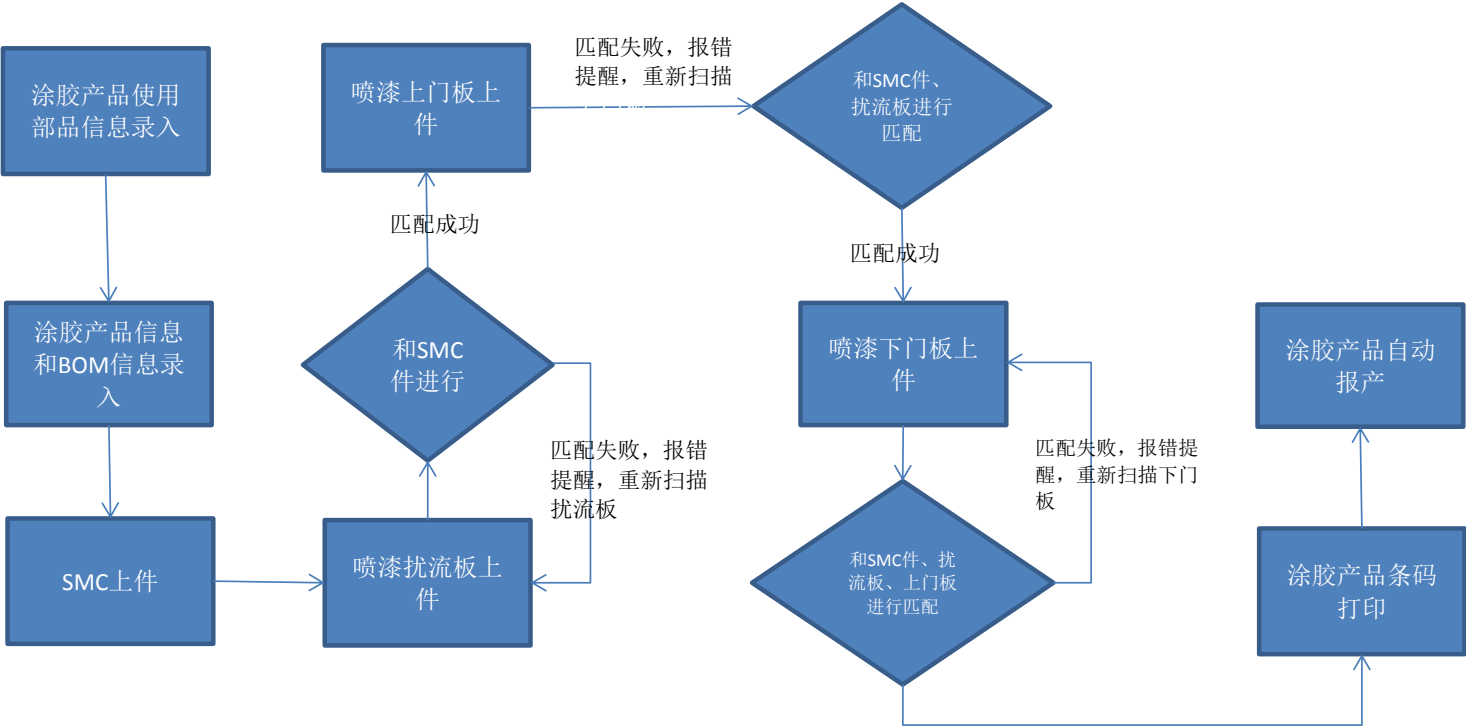 涂胶产品使用
部品信息录入
涂胶产品信息
和BOM信息录
入
SMC上件
喷漆扰流板上
件
和SMC
件进行
匹配失败，报错
提醒，重新扫描
扰流板
匹配成功
喷漆上门板上
件
匹配失败，报错
提醒，重新扫描
和SMC件、
扰流板进行
匹配
匹配成功
喷漆下门板上
件
和SMC件、扰
流板、上门板
进行匹配
匹配失败，报错提
醒，重新扫描下门
板
涂胶产品条码
打印
涂胶产品自动
报产